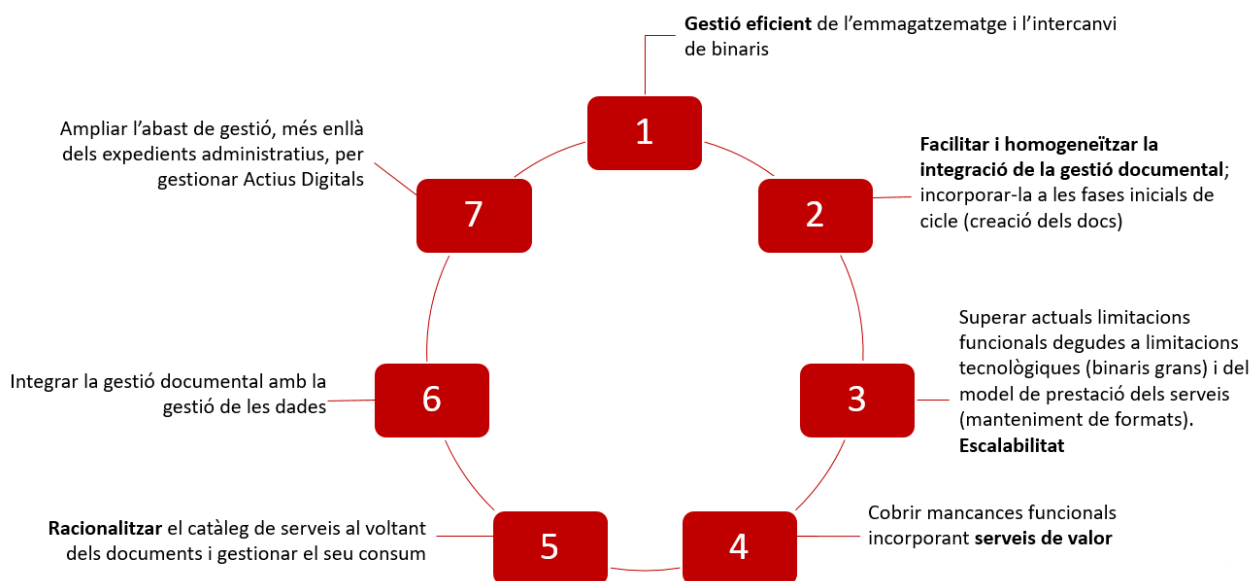 Gestió eficient de l’emmagatzematge i l’intercanvi
de binaris
1
Facilitar i homogeneïtzar la
integració de la gestió documental;
incorporar-la a les fases inicials de
cicle (creació dels docs)
2
Superar actuals limitacions
funcionals degudes a limitacions
tecnològiques (binaris grans) i del
model de prestació dels serveis
(manteniment de formats).
Escalabilitat
3
Cobrir mancances funcionals
incorporant serveis de valor
4
Racionalitzar el catàleg de serveis al voltant
dels documents i gestionar el seu consum
5
Integrar la gestió documental amb la
gestió de les dades
6
Ampliar l’abast de gestió, més enllà
dels expedients administratius, per
gestionar Actius Digitals
7